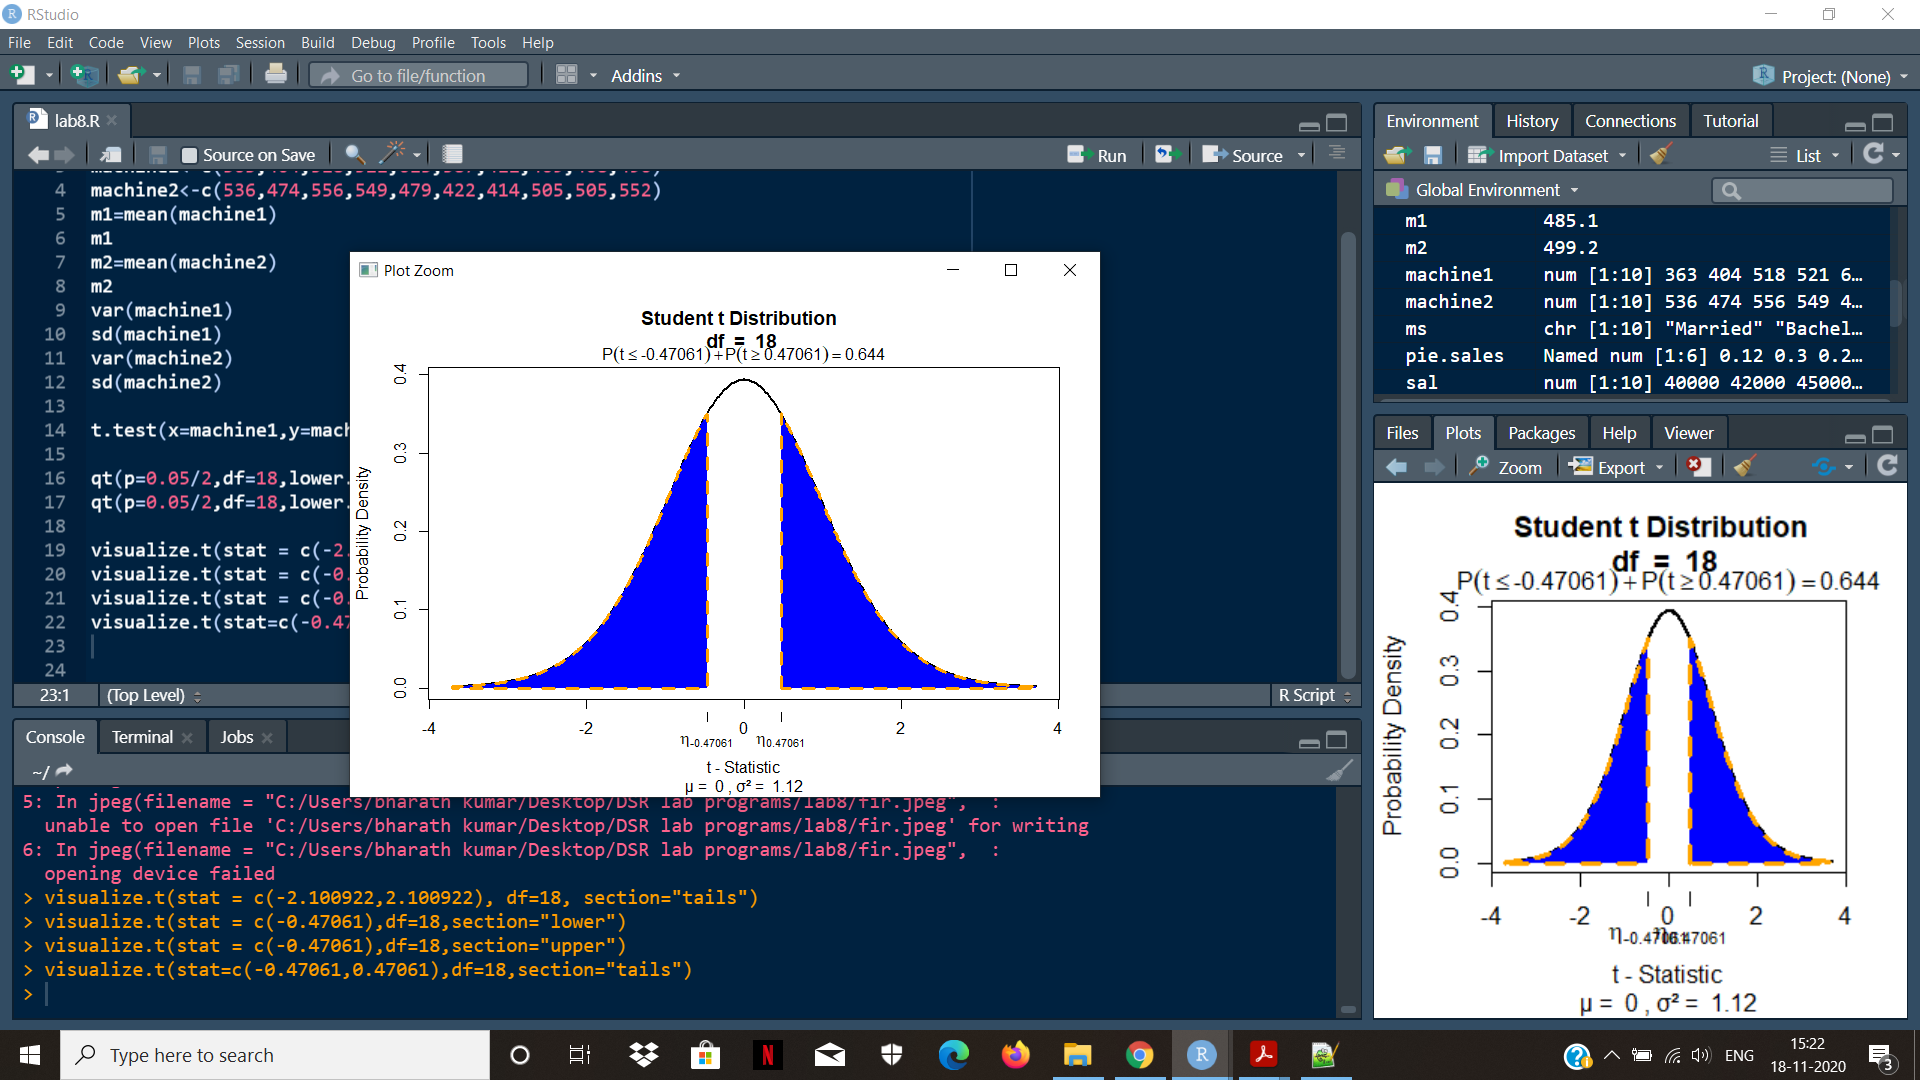 RStudio
File Edit Code View Plots Session Build Debug Profile Tools Help
Go to file/function Addins Project: (None)
lab8.R
Source on Save Run Source
4 machine2<-c(536,474,556,549,479,422,414,505,505,552)
5 m1=mean(machine1)
6 m1
7 m2=mean(machine2)
8 m2
9 var(machine1)
10 sd(machine1)
11 var(machine2)
12 sd(machine2)
13
14 t.test(x=machine1,y=mach
15
16 qt(p=0.05/2,df=18,lower.
17 qt(p=0.05/2,df=18,lower.
18
19 visualize.t(stat = c(-2.
20 visualize.t(stat = c(-0.
21 visualize.t(stat = c(-0.
22 visualize.t(stat=c(-0.47
23
24
23:1 (Top Level) R Script
Plot Zoom
Student t Distribution
df = 18
P(t ≤ -0.47061) + P(t ≥ 0.47061) = 0.644
Probability Density
0.4
0.3
0.2
0.1
0.0
-4 -2 0 2 4
η-0.47061 η0.47061
t - Statistic
μ = 0 , σ² = 1.12
Console Terminal Jobs
~/
5: In jpeg(filename = "C:/Users/bharath kumar/Desktop/DSR lab programs/lab8/fir.jpeg", :
unable to open file 'C:/Users/bharath kumar/Desktop/DSR lab programs/lab8/fir.jpeg' for writing
6: In jpeg(filename = "C:/Users/bharath kumar/Desktop/DSR lab programs/lab8/fir.jpeg", :
opening device failed
> visualize.t(stat = c(-2.100922,2.100922), df=18, section="tails")
> visualize.t(stat = c(-0.47061),df=18,section="lower")
> visualize.t(stat = c(-0.47061),df=18,section="upper")
> visualize.t(stat=c(-0.47061,0.47061),df=18,section="tails")
>
Environment History Connections Tutorial
Import Dataset List
Global Environment
m1 485.1
m2 499.2
machine1 num [1:10] 363 404 518 521 6…
machine2 num [1:10] 536 474 556 549 4…
ms chr [1:10] "Married" "Bachel…
pie.sales Named num [1:6] 0.12 0.3 0.2…
sal num [1:10] 40000 42000 45000…
Files Plots Packages Help Viewer
Zoom Export
Student t Distribution
df = 18
P(t ≤ -0.47061) + P(t ≥ 0.47061) = 0.644
Probability Density
0.4
0.3
0.2
0.1
0.0
-4 -2 0 2 4
η-0.47061 η0.47061
t - Statistic
μ = 0 , σ² = 1.12
Type here to search
ENG
15:22
18-11-2020
3